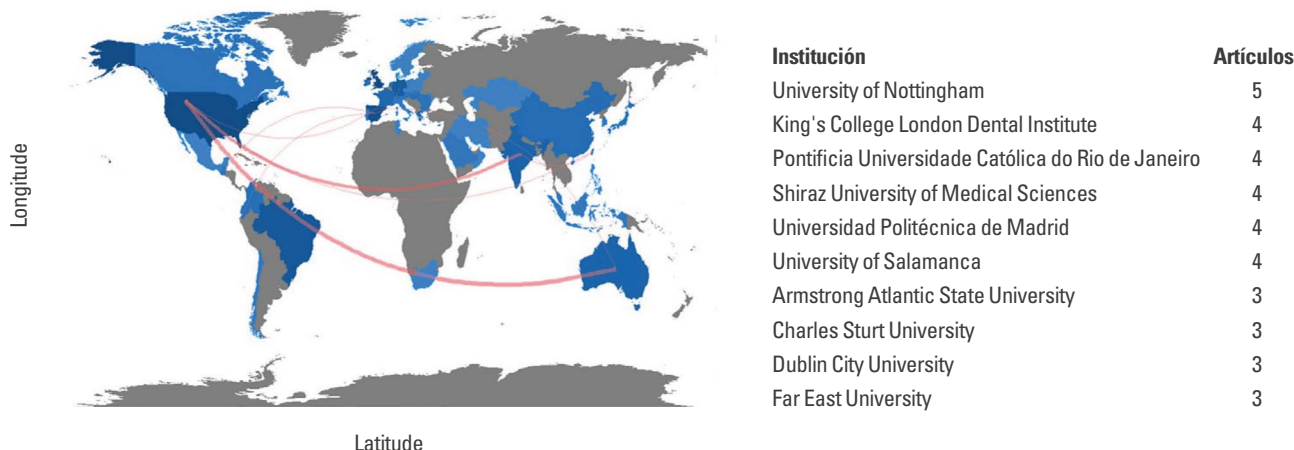 Longitude
Latitude
Institución Artículos
University of Nottingham 5
King's College London Dental Institute 4
Pontificia Universidade Católica do Rio de Janeiro 4
Shiraz University of Medical Sciences 4
Universidad Politécnica de Madrid 4
University of Salamanca 4
Armstrong Atlantic State University 3
Charles Sturt University 3
Dublin City University 3
Far East University 3